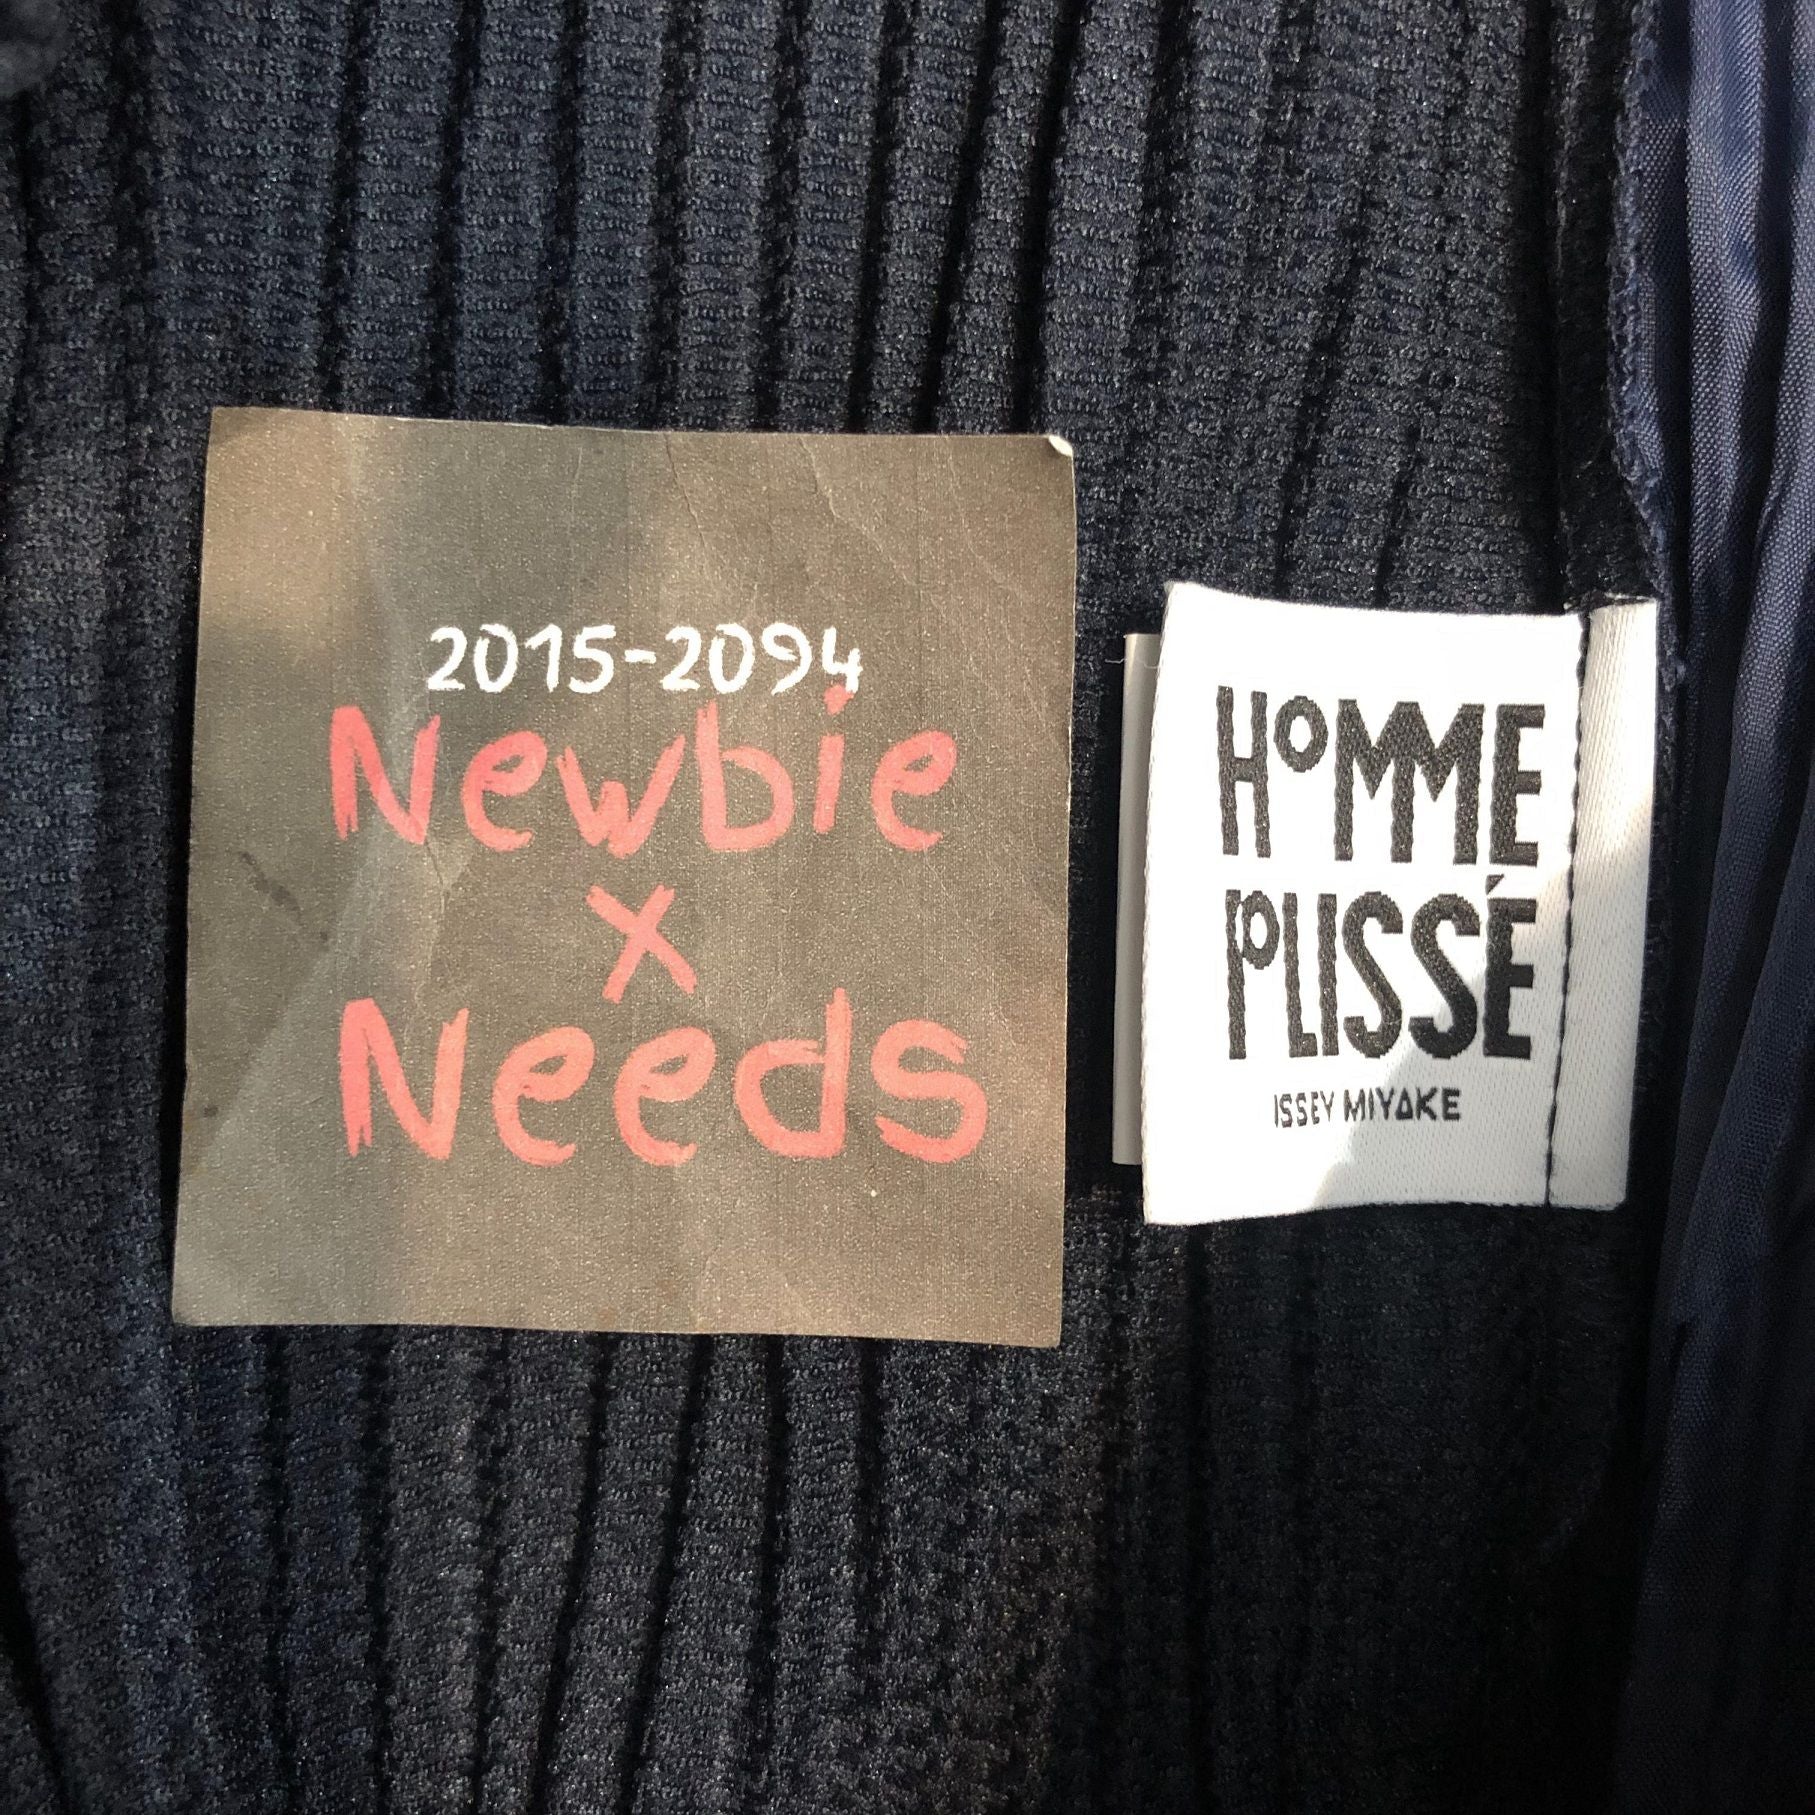 2015-2094
Newbie
x
Needs
HOMME
PLISSÉ
ISSEY MIYAKE